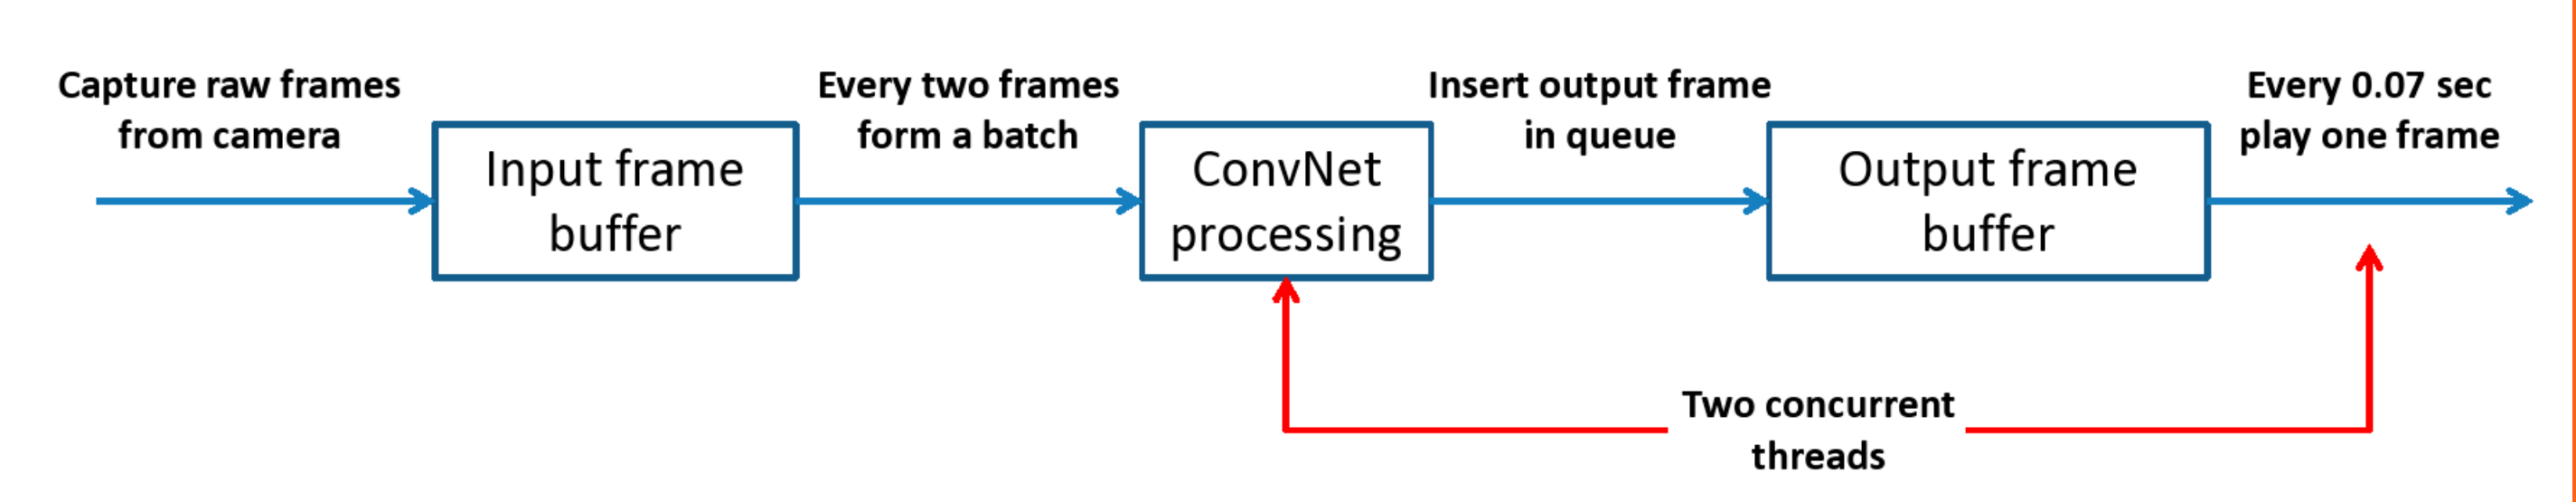 Capture raw frames
from camera
Input frame
buffer
Every two frames
form a batch
ConvNet
processing
Insert output frame
in queue
Output frame
buffer
Every 0.07 sec
play one frame
Two concurrent
threads